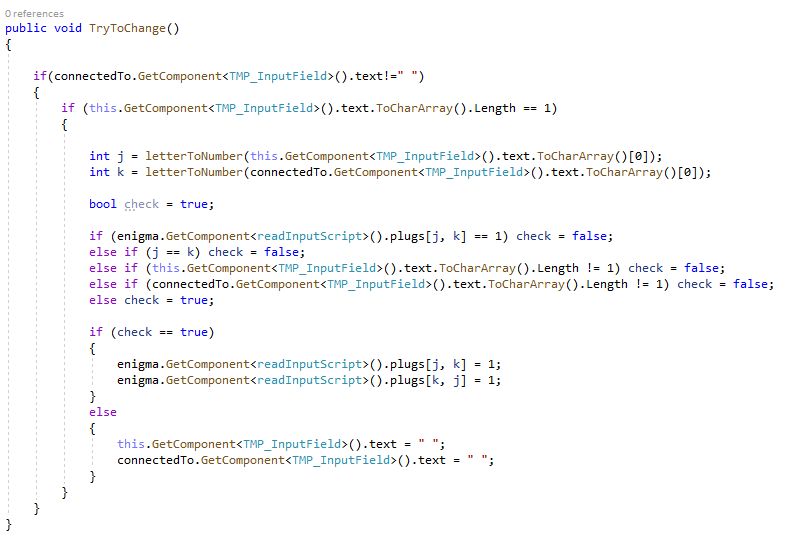 0 references
public void TryToChange()
{
if(connectedTo.GetComponent<TMP_InputField>().text!=" ")
{
if (this.GetComponent<TMP_InputField>().text.ToCharArray().Length == 1)
{
int j = letterToNumber(this.GetComponent<TMP_InputField>().text.ToCharArray()[0]);
int k = letterToNumber(connectedTo.GetComponent<TMP_InputField>().text.ToCharArray()[0]);
bool check = true;
if (enigma.GetComponent<readInputScript>().plugs[j, k] == 1) check = false;
else if (j == k) check = false;
else if (this.GetComponent<TMP_InputField>().text.ToCharArray().Length != 1) check = false;
else if (connectedTo.GetComponent<TMP_InputField>().text.ToCharArray().Length != 1) check = false;
else check = true;
if (check == true)
{
enigma.GetComponent<readInputScript>().plugs[j, k] = 1;
enigma.GetComponent<readInputScript>().plugs[k, j] = 1;
}
else
{
this.GetComponent<TMP_InputField>().text = " ";
connectedTo.GetComponent<TMP_InputField>().text = " ";
}
}
}
}